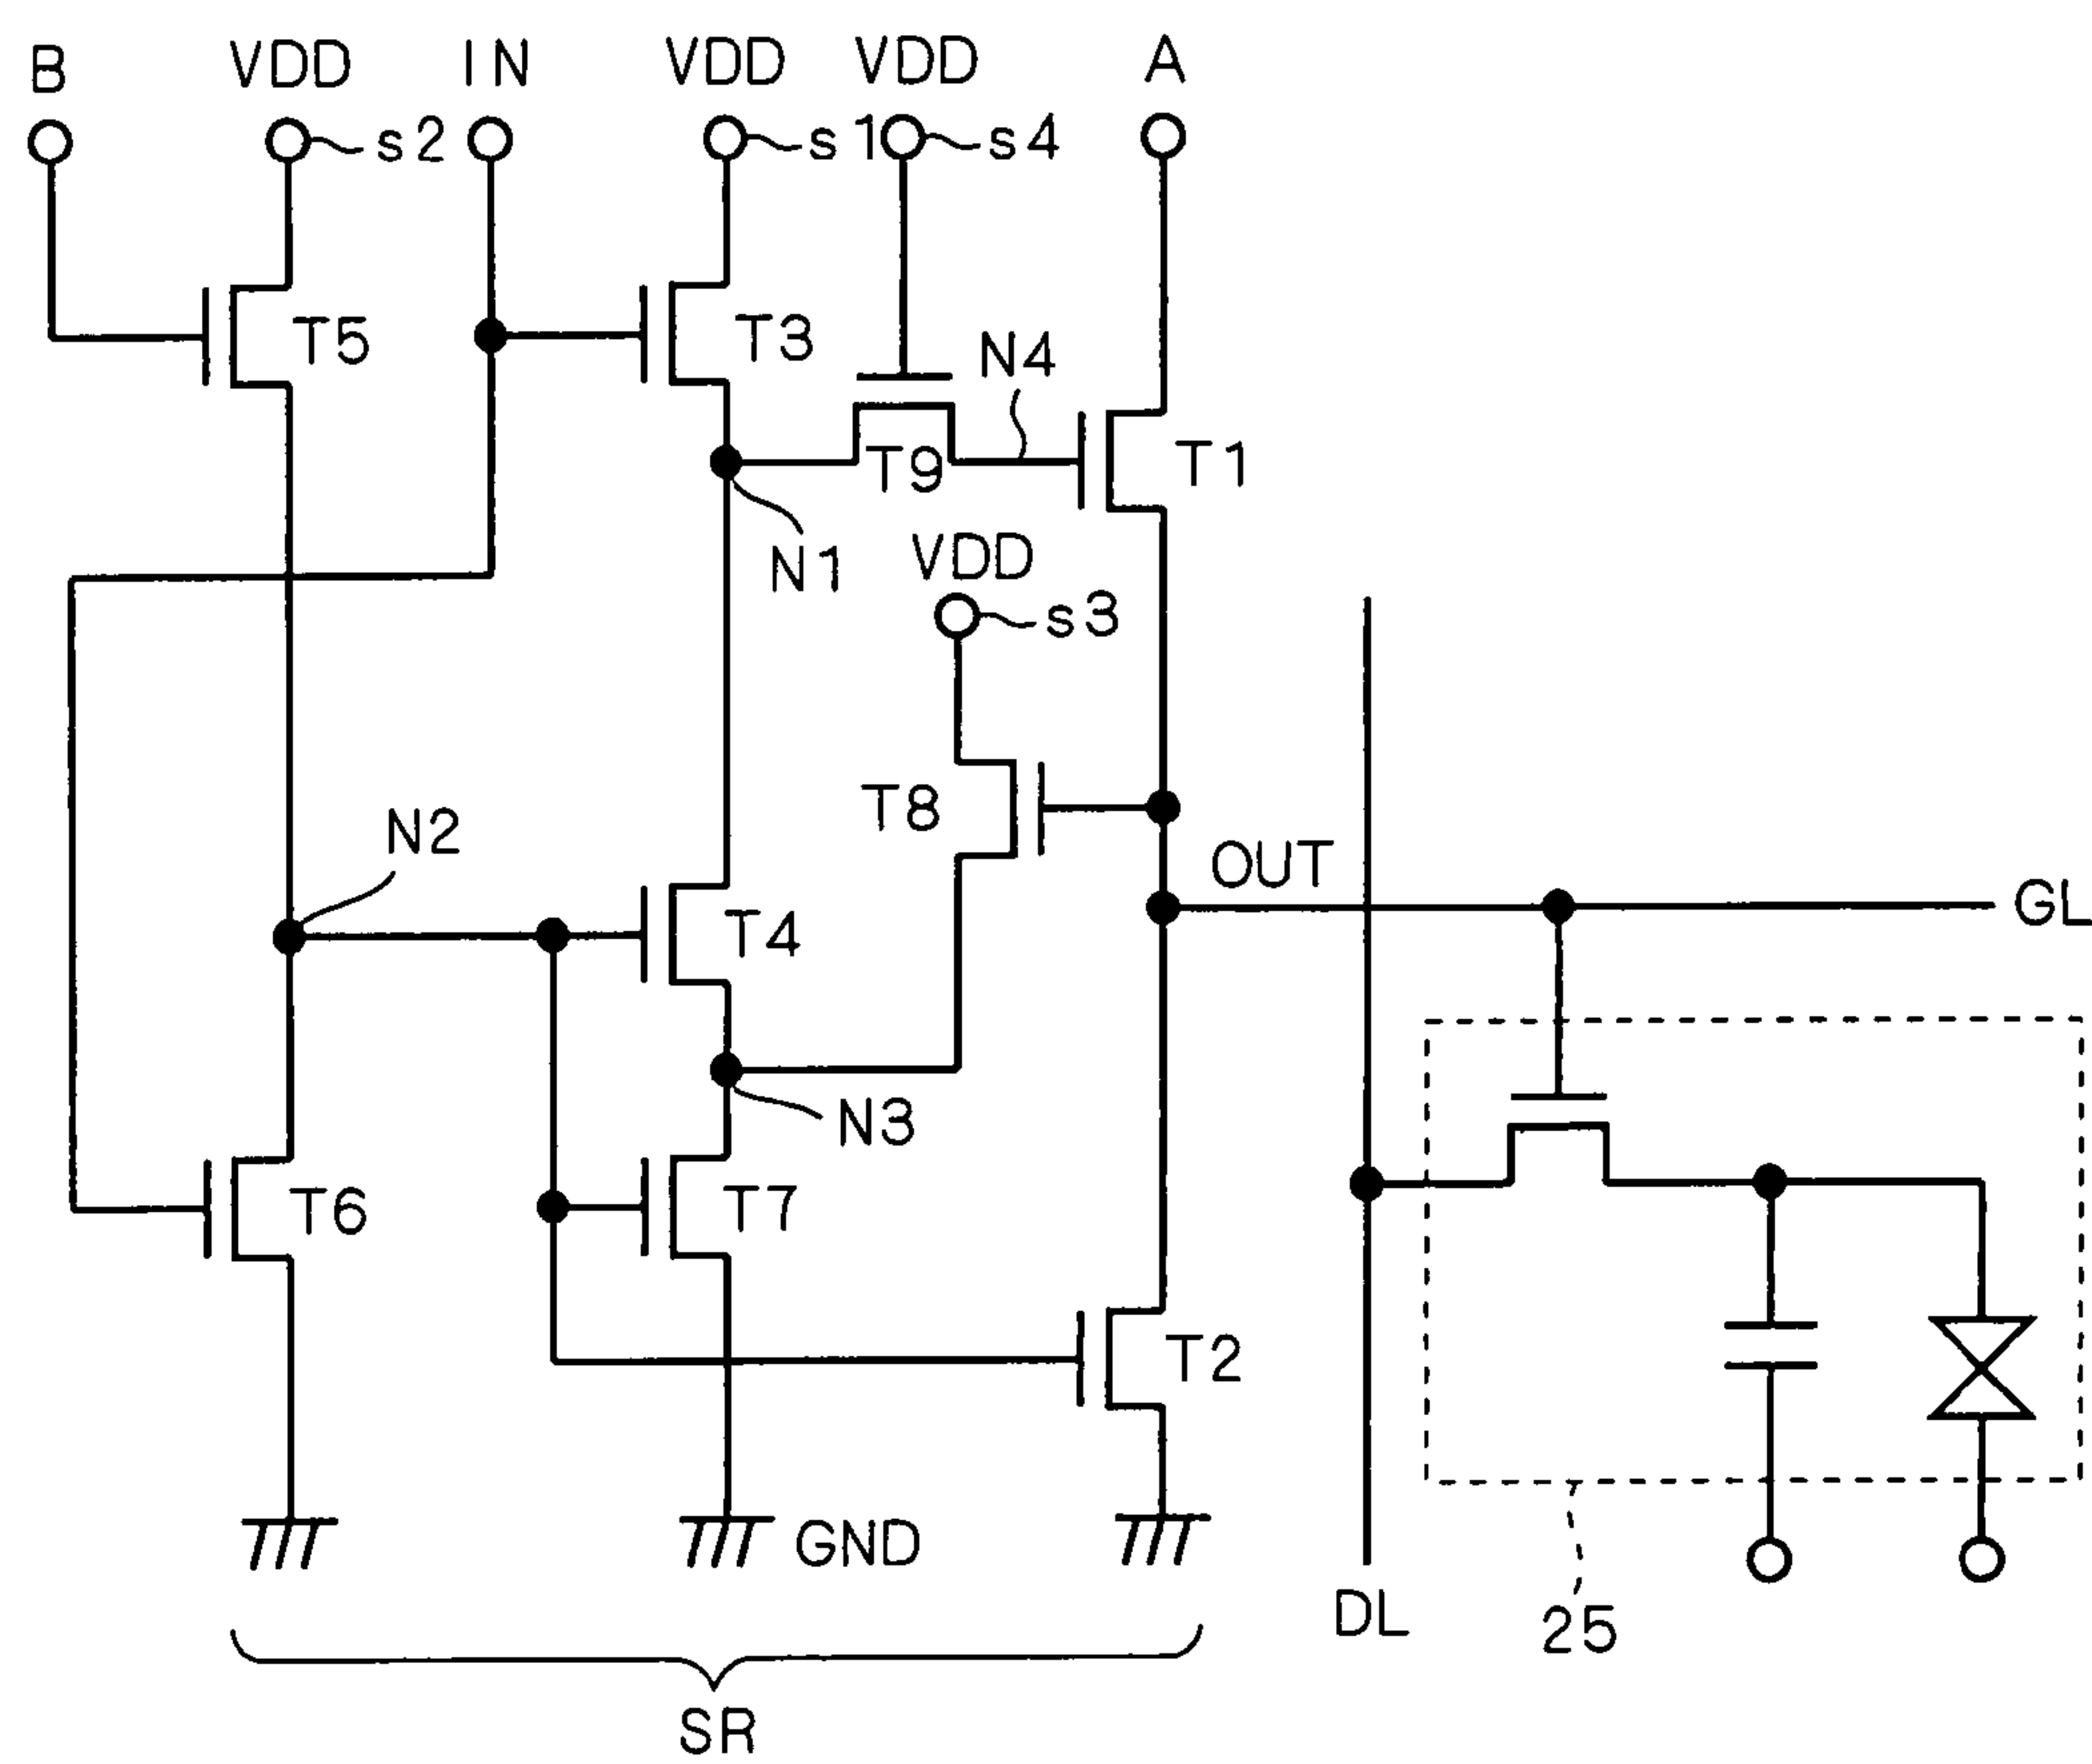 B VDD IN VDD VDD A
s2 s1 s4
T5 T3 N4
T9 T1
N1 VDD
s3
T8
N2 OUT
GL
T4
N3
T6 T7
T2
GND
DL
25
SR